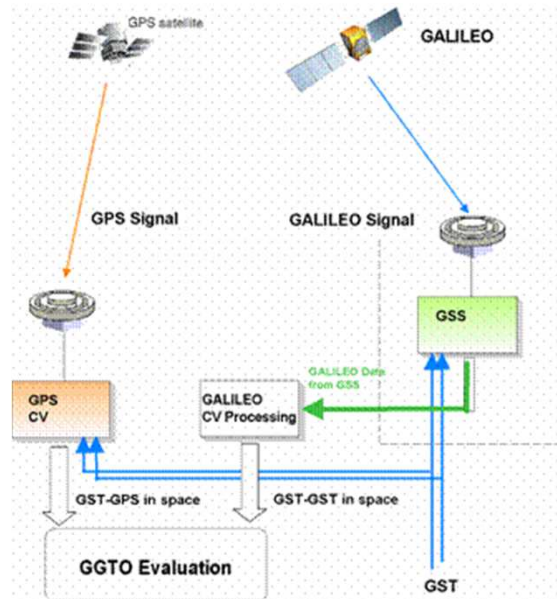 GPS satellite
GALILEO
GPS Signal
GALILEO Signal
GSS
GALILEO Data
from GSS
GPS
CV
GALILEO
CV Processing
GST-GPS in space
GST-GST in space
GGTO Evaluation
GST